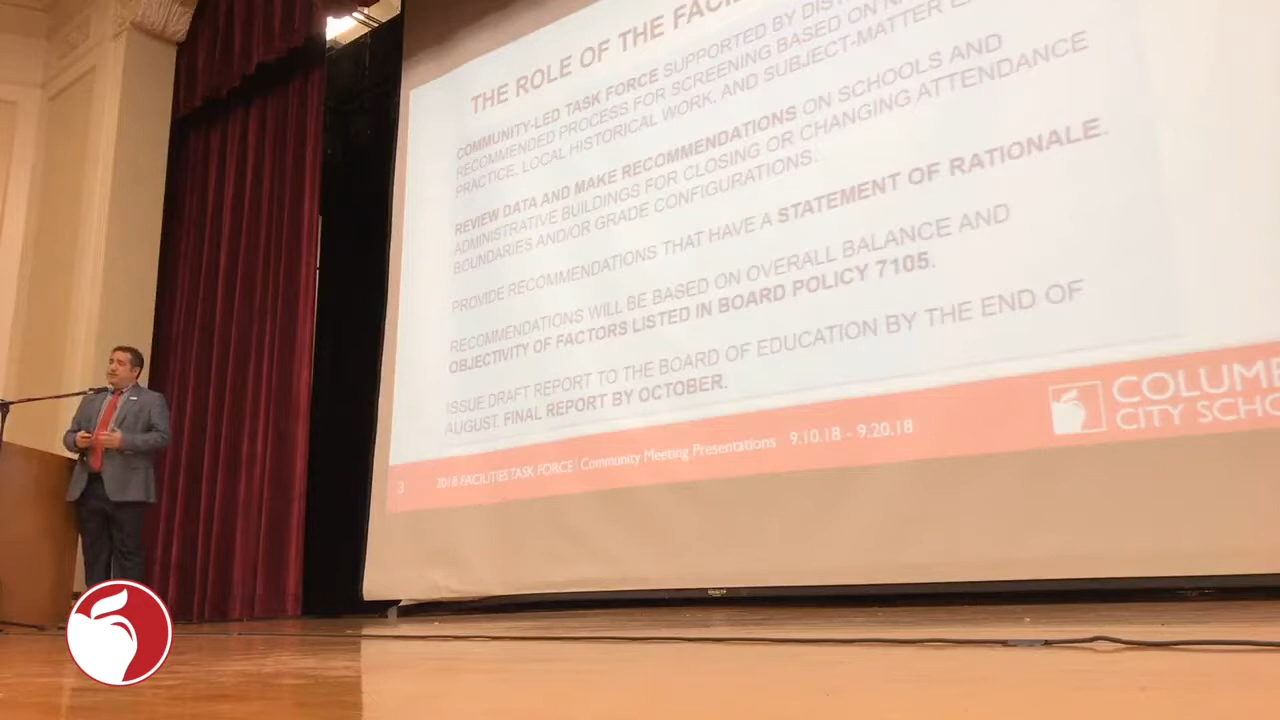 THE ROLE OF THE
COMMUNITY-LED TASK FORCE SUPPORTED BY
RECOMMENDED PROCESS FOR SCREENING BASED ON
PRACTICE, LOCAL HISTORICAL WORK, AND SUBJECT-MATTER
REVIEW DATA AND MAKE RECOMMENDATIONS ON SCHOOLS AND
ADMINISTRATIVE BUILDINGS FOR CLOSING OR CHANGING ATTENDANCE
BOUNDARIES AND/OR GRADE CONFIGURATIONS.
PROVIDE RECOMMENDATIONS THAT HAVE A STATEMENT OF RATIONALE.
RECOMMENDATIONS WILL BE BASED ON OVERALL BALANCE AND
OBJECTIVITY OF FACTORS LISTED IN BOARD POLICY 7105.
ISSUE DRAFT REPORT TO THE BOARD OF EDUCATION BY THE END OF
AUGUST. FINAL REPORT BY OCTOBER.
3 2018 FACILITIES TASK FORCE | Community Meeting Presentations 9.10.18 - 9.20.18
CITY